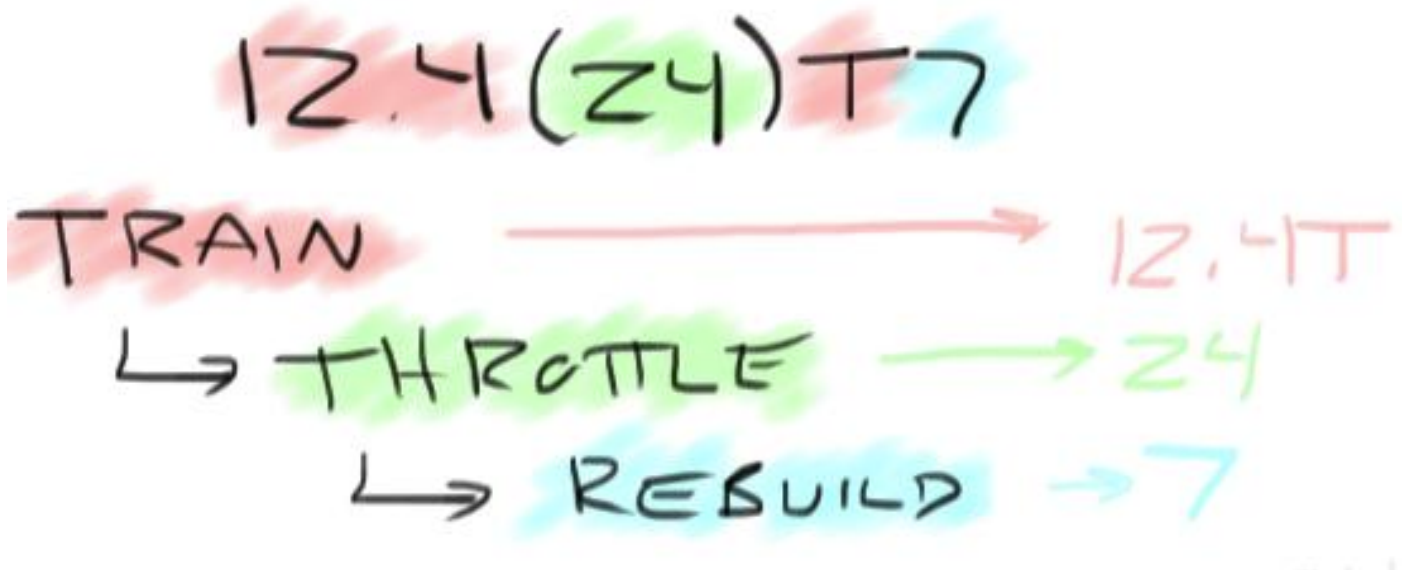 12.4(24)T7
TRAIN → 12.4T
↳ THROTTLE → 24
↳ REBUILD → 7